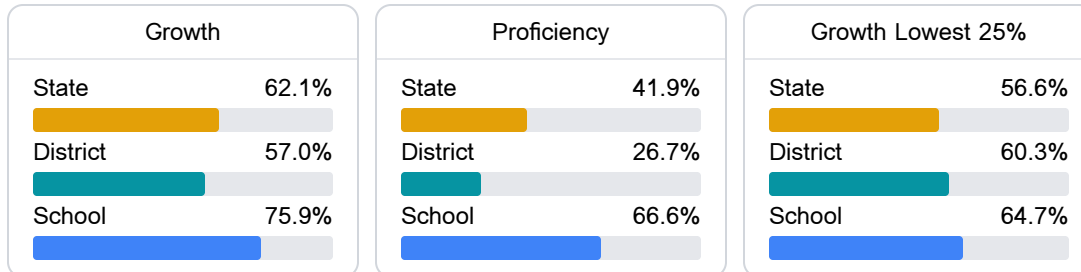 Growth
State 62.1%
District 57.0%
School 75.9%
Proficiency
State 41.9%
District 26.7%
School 66.6%
Growth Lowest 25%
State 56.6%
District 60.3%
School 64.7%